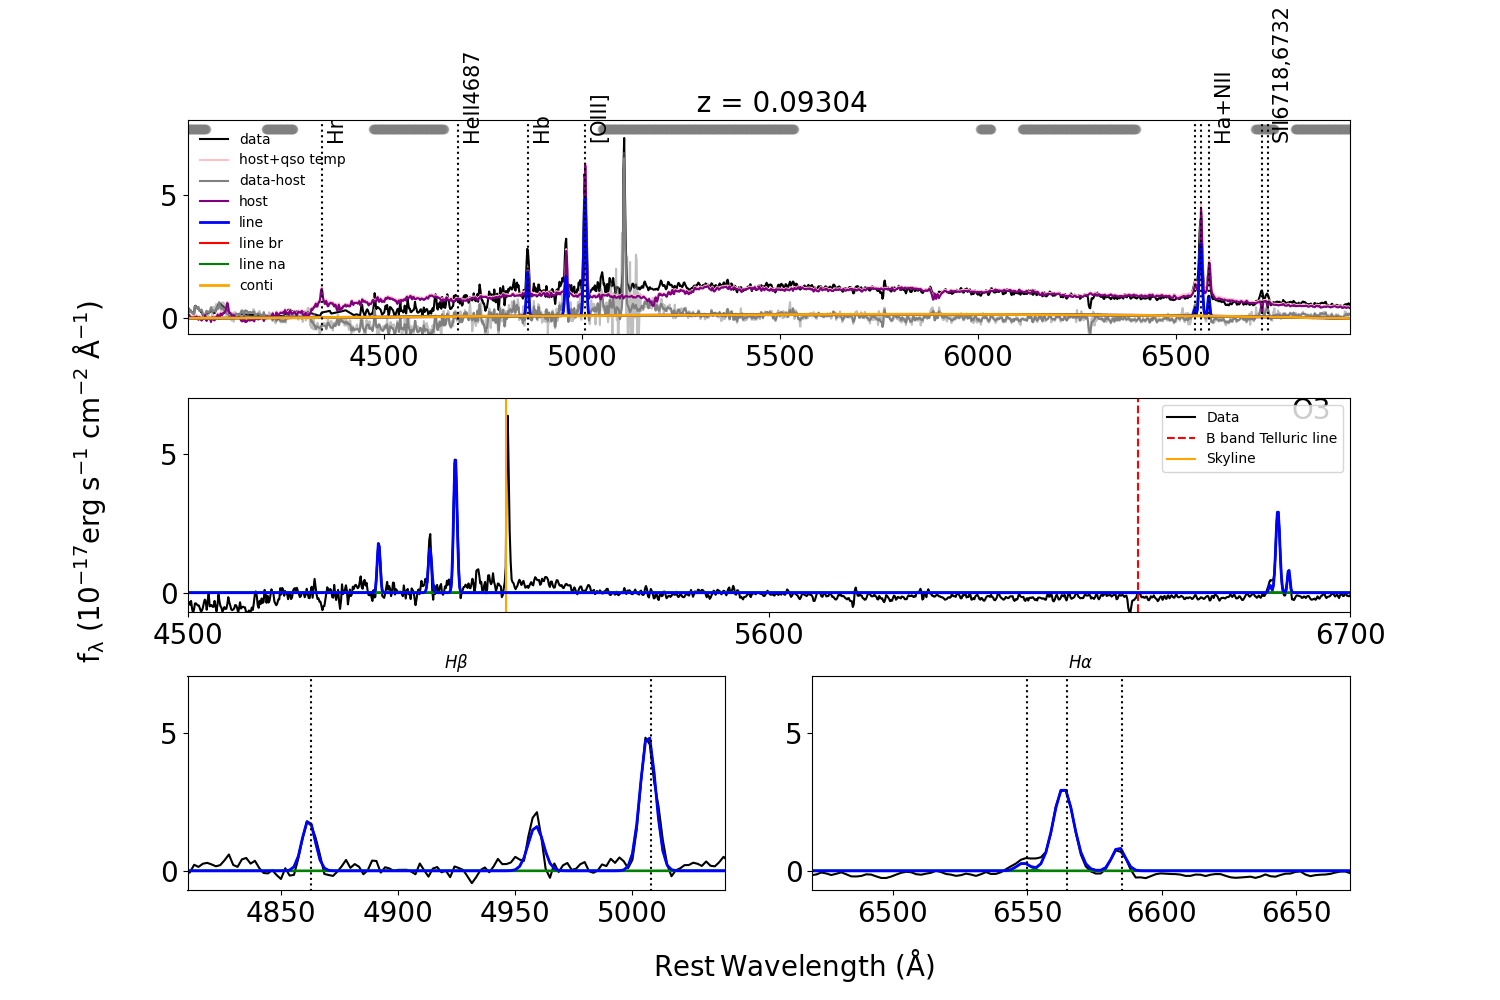 z = 0.09304
Hr
HeII4687
Hb
[OIII]
Ha+NII
SII6718,6732
data
host+qso temp
data-host
host
line
line br
line na
conti
5
0
4500 5000 5500 6000 6500
O3
Data
B band Telluric line
Skyline
5
0
4500 5600 6700
Hβ
5
0
4850 4900 4950 5000
Hα
5
0
6500 6550 6600 6650
fλ (10⁻¹⁷erg s⁻¹ cm⁻² Å⁻¹)
Rest Wavelength (Å)